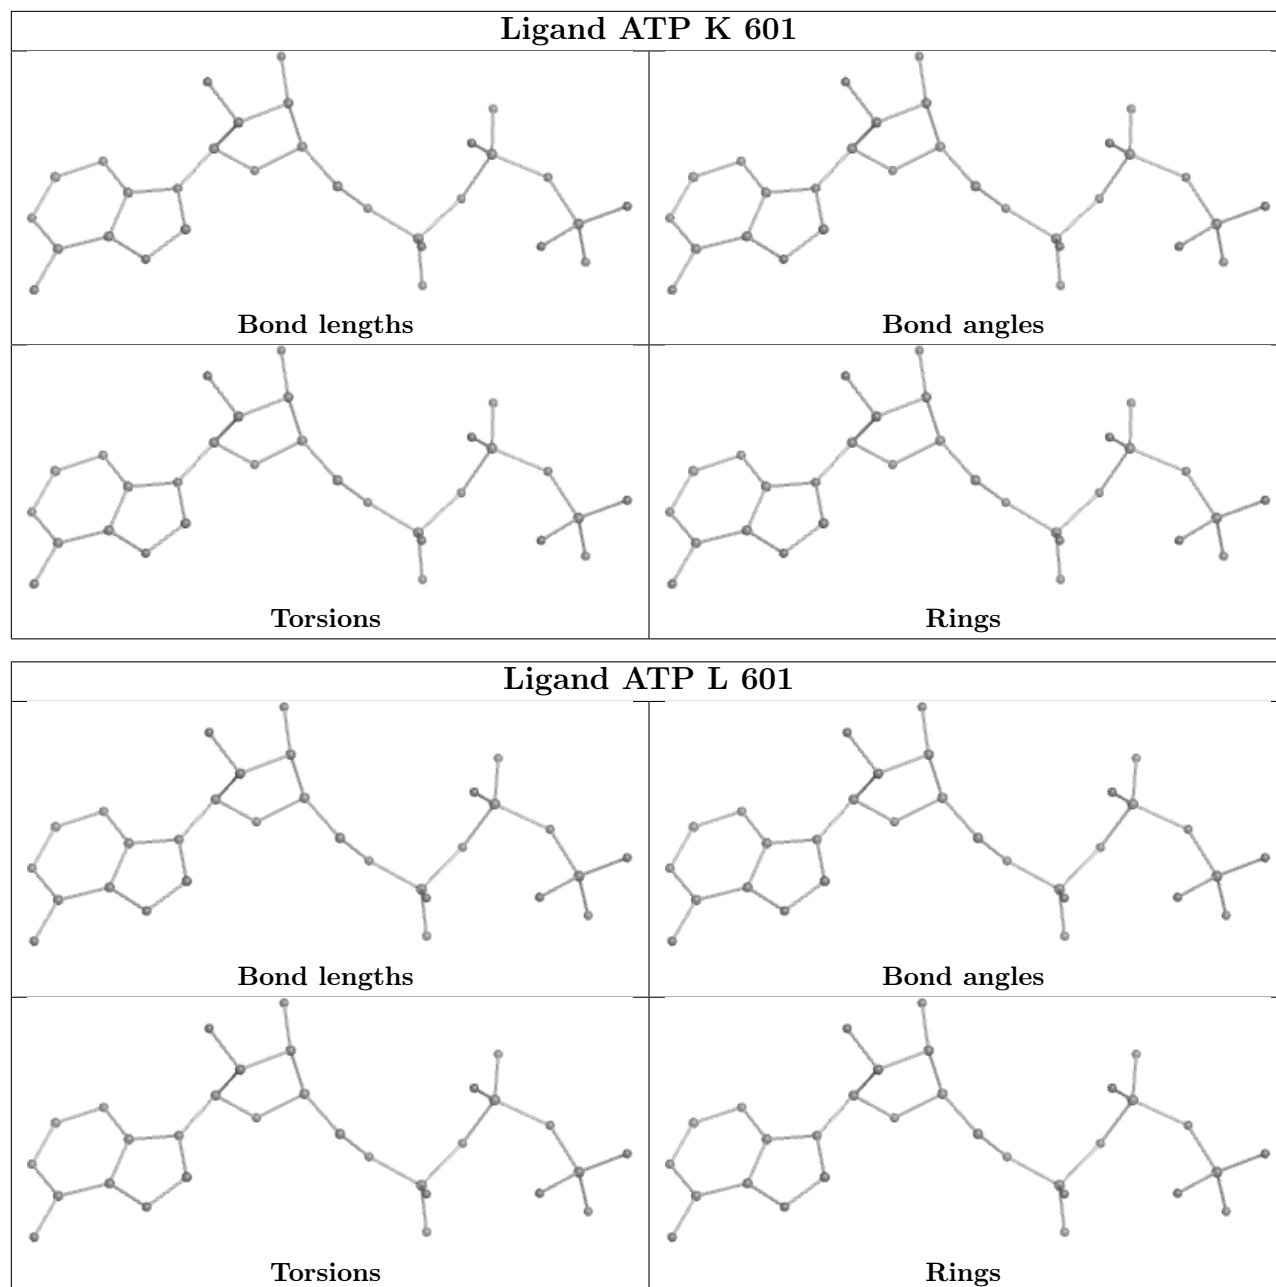 Ligand ATP K 601
Bond lengths
Bond angles
Torsions
Rings
Ligand ATP L 601
Bond lengths
Bond angles
Torsions
Rings